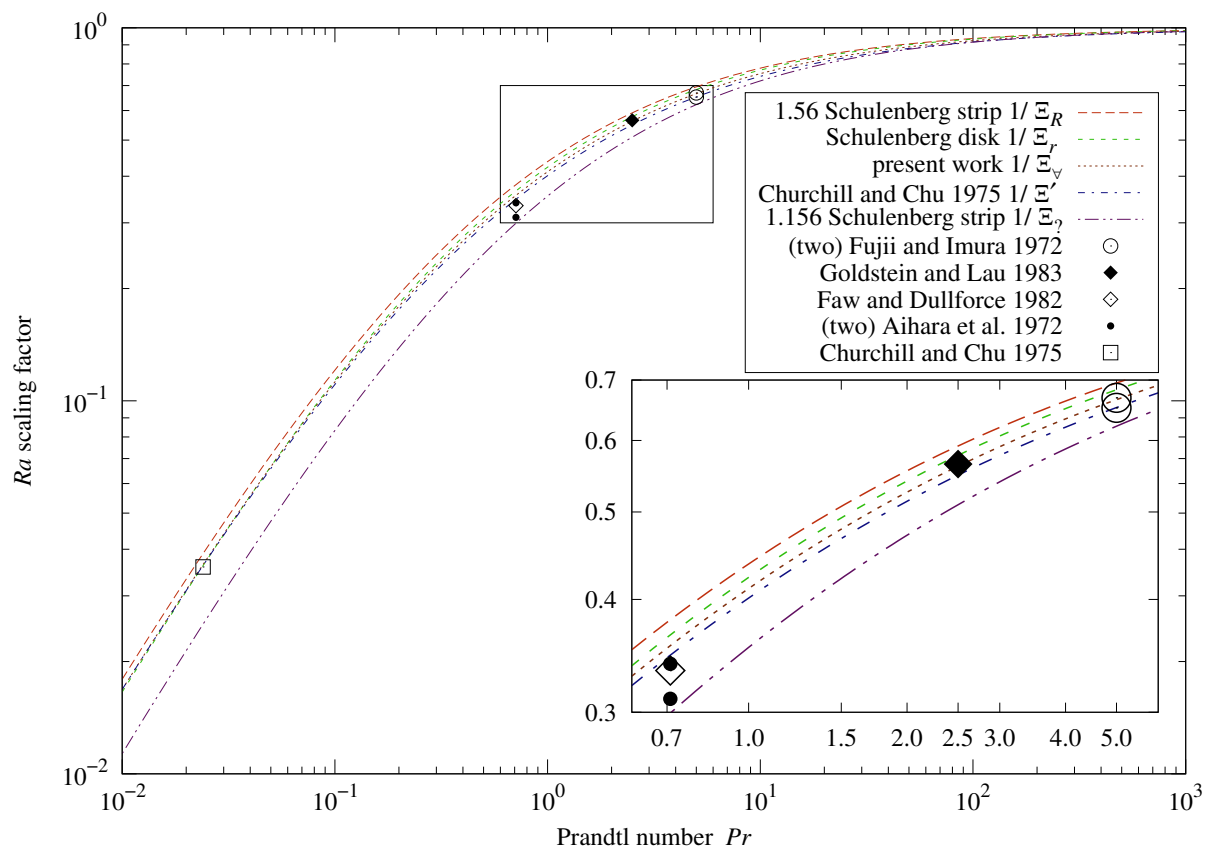 10^0
10^-1
10^-2
Ra scaling factor
1.56 Schulenberg strip 1/ Ξ_R
Schulenberg disk 1/ Ξ_r
present work 1/ Ξ_∀
Churchill and Chu 1975 1/ Ξ'
1.156 Schulenberg strip 1/ Ξ_?
(two) Fujii and Imura 1972
Goldstein and Lau 1983
Faw and Dullforce 1982
(two) Aihara et al. 1972
Churchill and Chu 1975
0.7
0.6
0.5
0.4
0.3
0.7 1.0 1.5 2.0 2.5 3.0 4.0 5.0
10^-2 10^-1 10^0 10^1 10^2 10^3
Prandtl number Pr